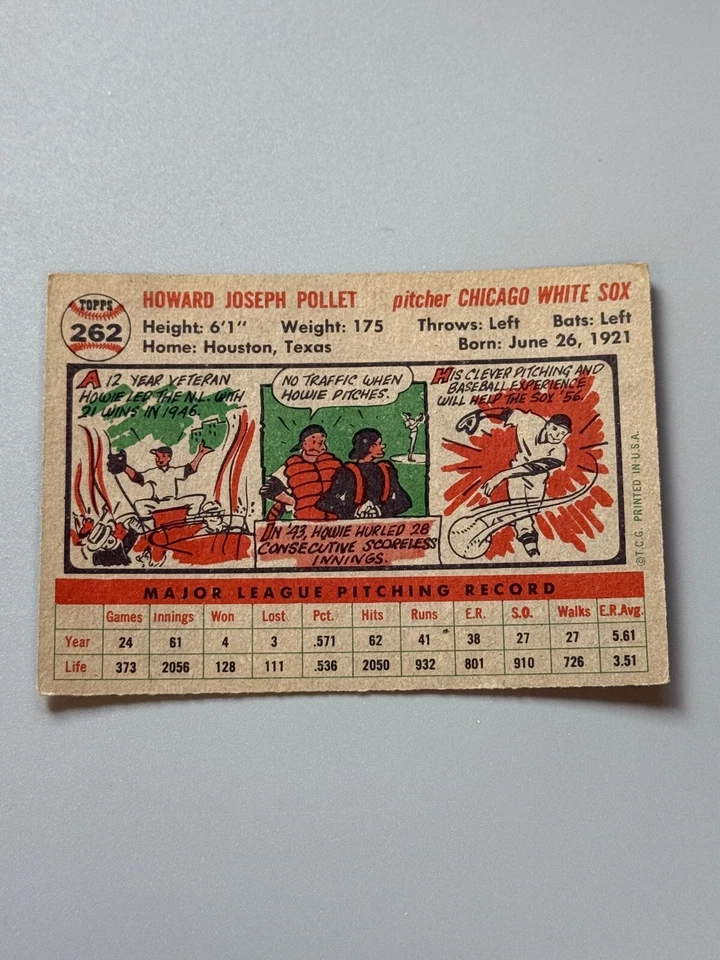 TOPPS
262
HOWARD JOSEPH POLLET pitcher CHICAGO WHITE SOX
Height: 6'1" Weight: 175 Throws: Left Bats: Left
Home: Houston, Texas Born: June 26, 1921
A 12 YEAR VETERAN
HOWIE LED THE N.L. WITH
21 WINS IN 1946.
NO TRAFFIC WHEN
HOWIE PITCHES.
IN '43, HOWIE HURLED 28
CONSECUTIVE SCORELESS
INNINGS.
HIS CLEVER PITCHING AND
BASEBALL EXPERIENCE
WILL HELP THE SOX '56.
©T.C.G. PRINTED IN U.S.A.
MAJOR LEAGUE PITCHING RECORD
Games Innings Won Lost Pct. Hits Runs E.R. S.O. Walks E.R.Avg.
Year 24 61 4 3 .571 62 41 38 27 27 5.61
Life 373 2056 128 111 .536 2050 932 801 910 726 3.51